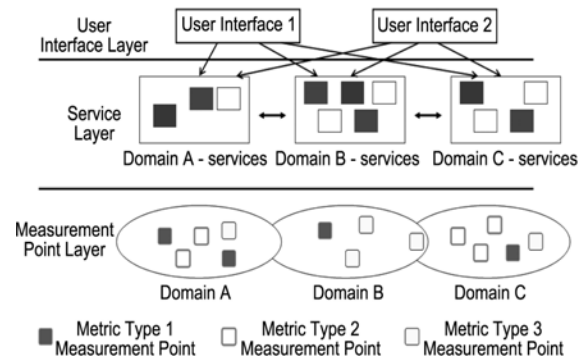 User
Interface Layer
User Interface 1
User Interface 2
Service
Layer
Domain A - services
Domain B - services
Domain C - services
Measurement
Point Layer
Domain A
Domain B
Domain C
Metric Type 1
Measurement Point
Metric Type 2
Measurement Point
Metric Type 3
Measurement Point